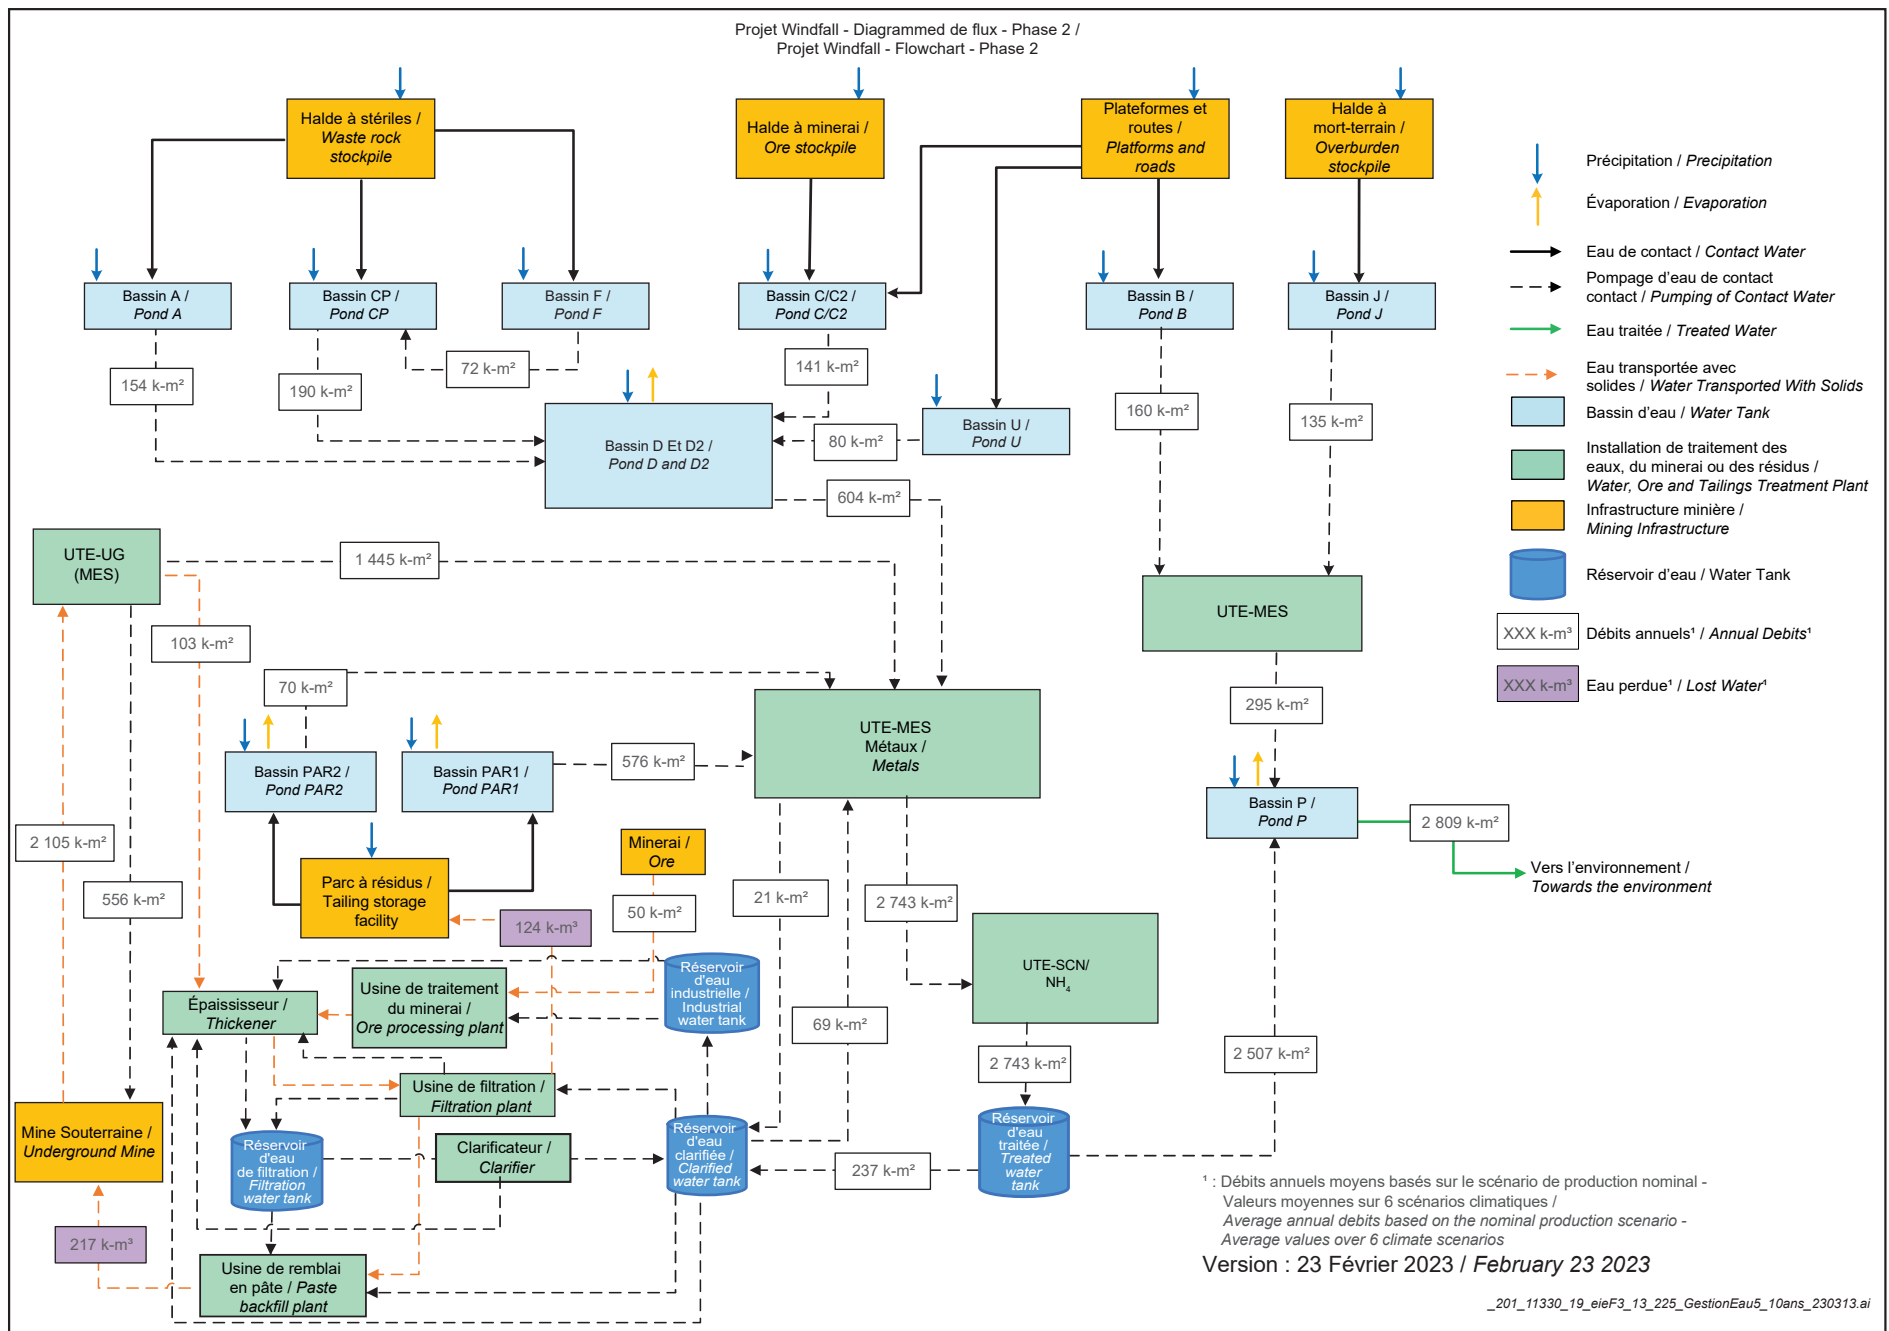 Projet Windfall - Diagrammed de flux - Phase 2 /
Projet Windfall - Flowchart - Phase 2
Halde à stériles /
Waste rock
stockpile
Halde à minerai /
Ore stockpile
Plateformes et
routes /
Platforms and
roads
Halde à
mort-terrain /
Overburden
stockpile
Précipitation / Precipitation
Évaporation / Evaporation
Eau de contact / Contact Water
Pompage d'eau de contact
contact / Pumping of Contact Water
Eau traitée / Treated Water
Eau transportée avec
solides / Water Transported With Solids
Bassin d'eau / Water Tank
Installation de traitement des
eaux, du minerai ou des résidus /
Water, Ore and Tailings Treatment Plant
Infrastructure minière /
Mining Infrastructure
Réservoir d'eau / Water Tank
XXX k-m³
Débits annuels¹ / Annual Debits¹
XXX k-m³
Eau perdue¹ / Lost Water¹
Bassin A /
Pond A
Bassin CP /
Pond CP
Bassin F /
Pond F
Bassin C/C2 /
Pond C/C2
Bassin B /
Pond B
Bassin J /
Pond J
154 k-m²
190 k-m²
72 k-m²
141 k-m²
160 k-m²
135 k-m²
Bassin D Et D2 /
Pond D and D2
80 k-m²
Bassin U /
Pond U
604 k-m²
UTE-UG
(MES)
1 445 k-m²
103 k-m²
UTE-MES
70 k-m²
295 k-m²
UTE-MES
Métaux /
Metals
Bassin PAR2 /
Pond PAR2
Bassin PAR1 /
Pond PAR1
576 k-m²
Bassin P /
Pond P
2 809 k-m²
Vers l'environnement /
Towards the environment
2 105 k-m²
556 k-m²
Parc à résidus /
Tailing storage
facility
Minerai /
Ore
124 k-m³
50 k-m²
21 k-m²
2 743 k-m²
UTE-SCN/
NH4
Épaississeur /
Thickener
Usine de traitement
du minerai /
Ore processing plant
Réservoir
d'eau
industrielle /
Industrial
water tank
69 k-m²
2 743 k-m²
2 507 k-m²
Usine de filtration /
Filtration plant
Mine Souterraine /
Underground Mine
Réservoir
d'eau
de filtration /
Filtration
water tank
Clarificateur /
Clarifier
Réservoir
d'eau
clarifiée /
Clarified
water tank
237 k-m²
Réservoir
d'eau
traitée /
Treated
water
tank
217 k-m³
Usine de remblai
en pâte / Paste
backfill plant
¹ : Débits annuels moyens basés sur le scénario de production nominal -
Valeurs moyennes sur 6 scénarios climatiques /
Average annual debits based on the nominal production scenario -
Average values over 6 climate scenarios
Version : 23 Février 2023 / February 23 2023
_201_11330_19_eieF3_13_225_GestionEau5_10ans_230313.ai